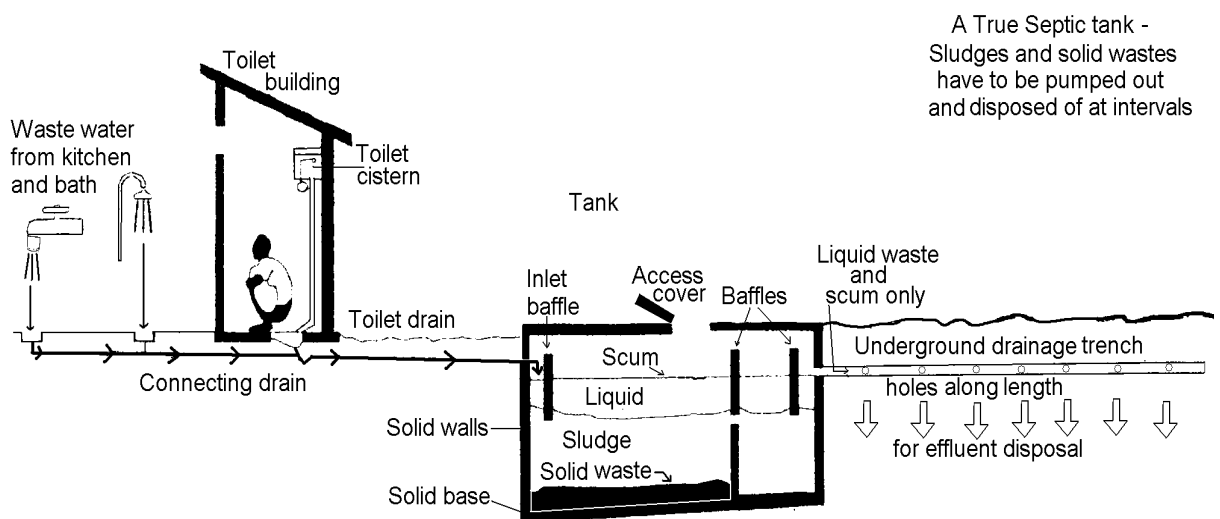 A True Septic tank -
Sludges and solid wastes
have to be pumped out
and disposed of at intervals
Toilet
building
Waste water
from kitchen
and bath
Toilet
cistern
Tank
Inlet
baffle
Access
cover
Baffles
Liquid waste
and
scum only
Toilet drain
Connecting drain
Scum
Liquid
Sludge
Solid waste
Solid walls
Solid base
Underground drainage trench
holes along length
for effluent disposal